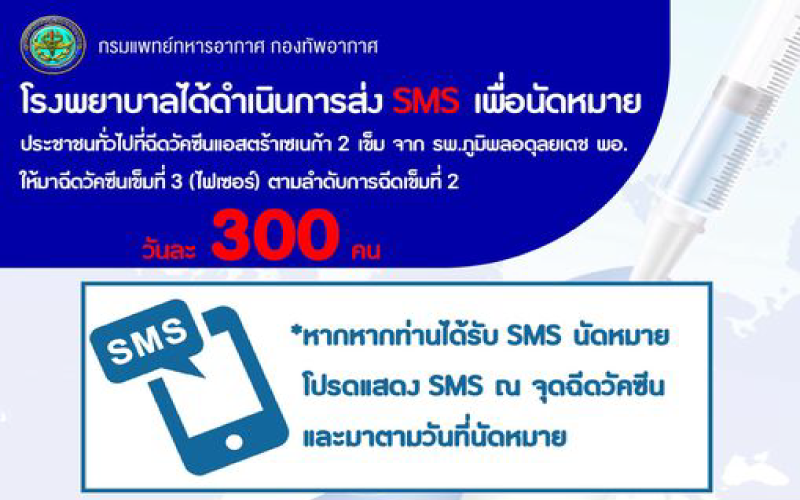 กรมแพทย์ทหารอากาศ กองทัพอากาศ
โรงพยาบาลได้ดำเนินการส่ง SMS เพื่อนัดหมาย
ประชาชนทั่วไปที่ฉีดวัคซีนแอสตร้าเซเนก้า 2 เข็ม จาก รพ.ภูมิพลอดุลยเดช พอ.
ให้มาฉีดวัคซีนเข็มที่ 3 (ไฟเซอร์) ตามลำดับการฉีดเข็มที่ 2
วันละ 300 คน
SMS
*หากหากท่านได้รับ SMS นัดหมาย
โปรดแสดง SMS ณ จุดฉีดวัคซีน
และมาตามวันที่นัดหมาย